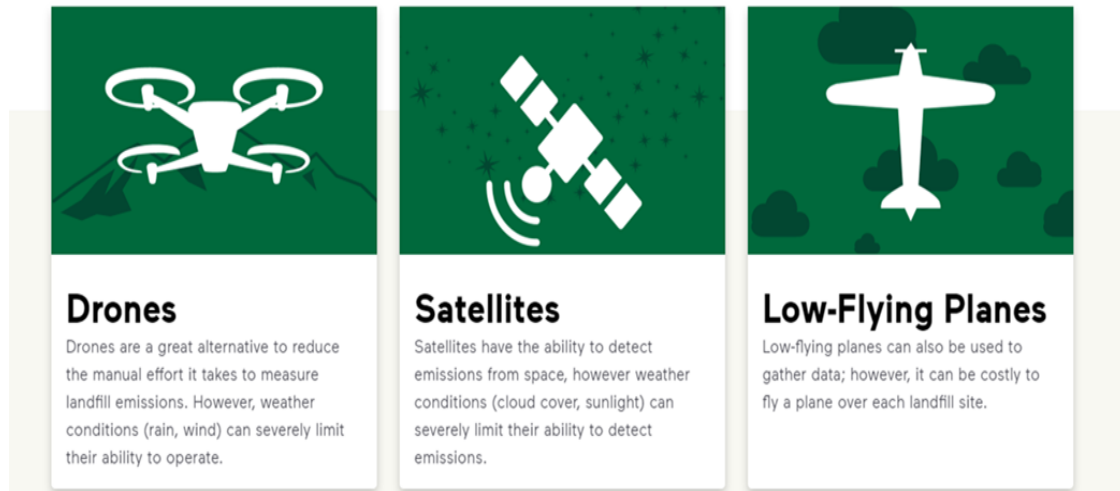 Drones
Drones are a great alternative to reduce
the manual effort it takes to measure
landfill emissions. However, weather
conditions (rain, wind) can severely limit
their ability to operate.
Satellites
Satellites have the ability to detect
emissions from space, however weather
conditions (cloud cover, sunlight) can
severely limit their ability to detect
emissions.
Low-Flying Planes
Low-flying planes can also be used to
gather data; however, it can be costly to
fly a plane over each landfill site.